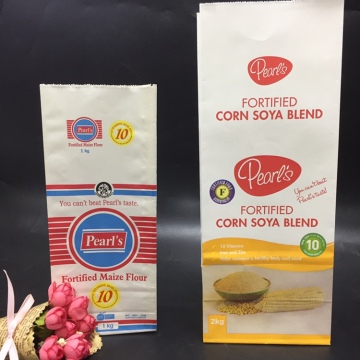 Pearl's
10
Fortified Maize Flour
1 kg
You can't beat Pearl's taste.
Pearl's
Fortified Maize Flour
10
1 kg
Pearl's
FORTIFIED
CORN SOYA BLEND
Pearl's
You can't beat
Pearl's taste!
F
FORTIFIED
CORN SOYA BLEND
10
2kg